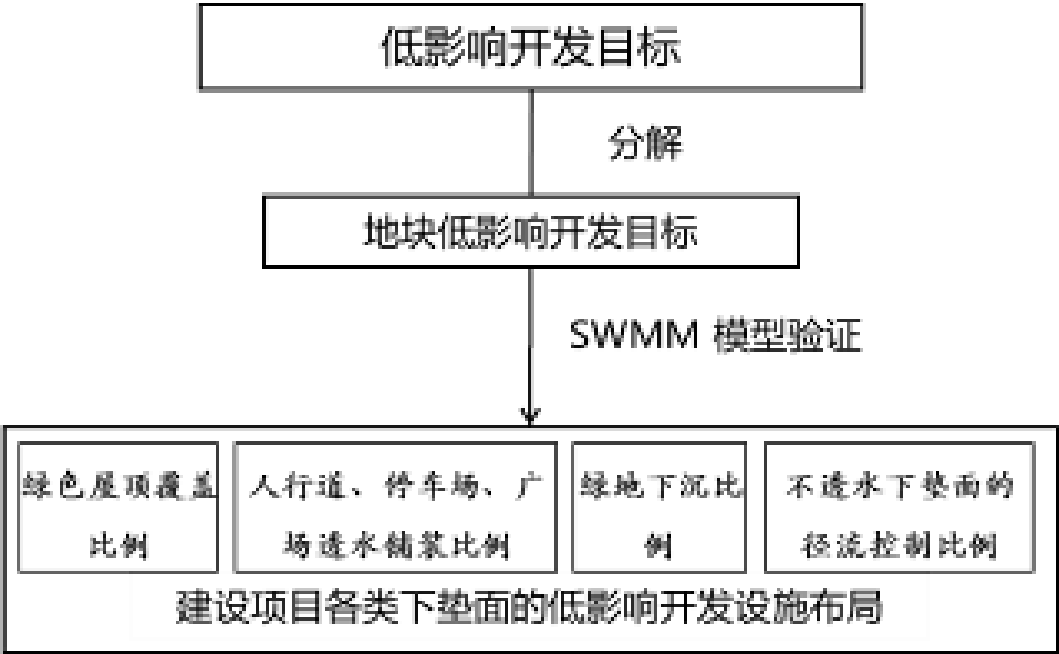 低影响开发目标
分解
地块低影响开发目标
SWMM 模型验证
绿色屋顶覆盖
比例
人行道、停车场、广
场透水铺装比例
绿地下沉比
例
不透水下垫面的
径流控制比例
建设项目各类下垫面的低影响开发设施布局